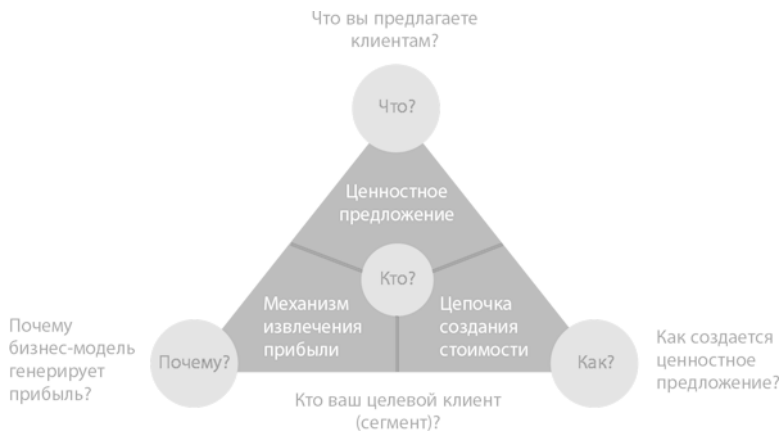 Что вы предлагаете
клиентам?
Что?
Ценностное
предложение
Кто?
Механизм
извлечения
прибыли
Цепочка
создания
стоимости
Почему
бизнес-модель
генерирует
прибыль?
Почему?
Как?
Как создается
ценностное
предложение?
Кто ваш целевой клиент
(сегмент)?